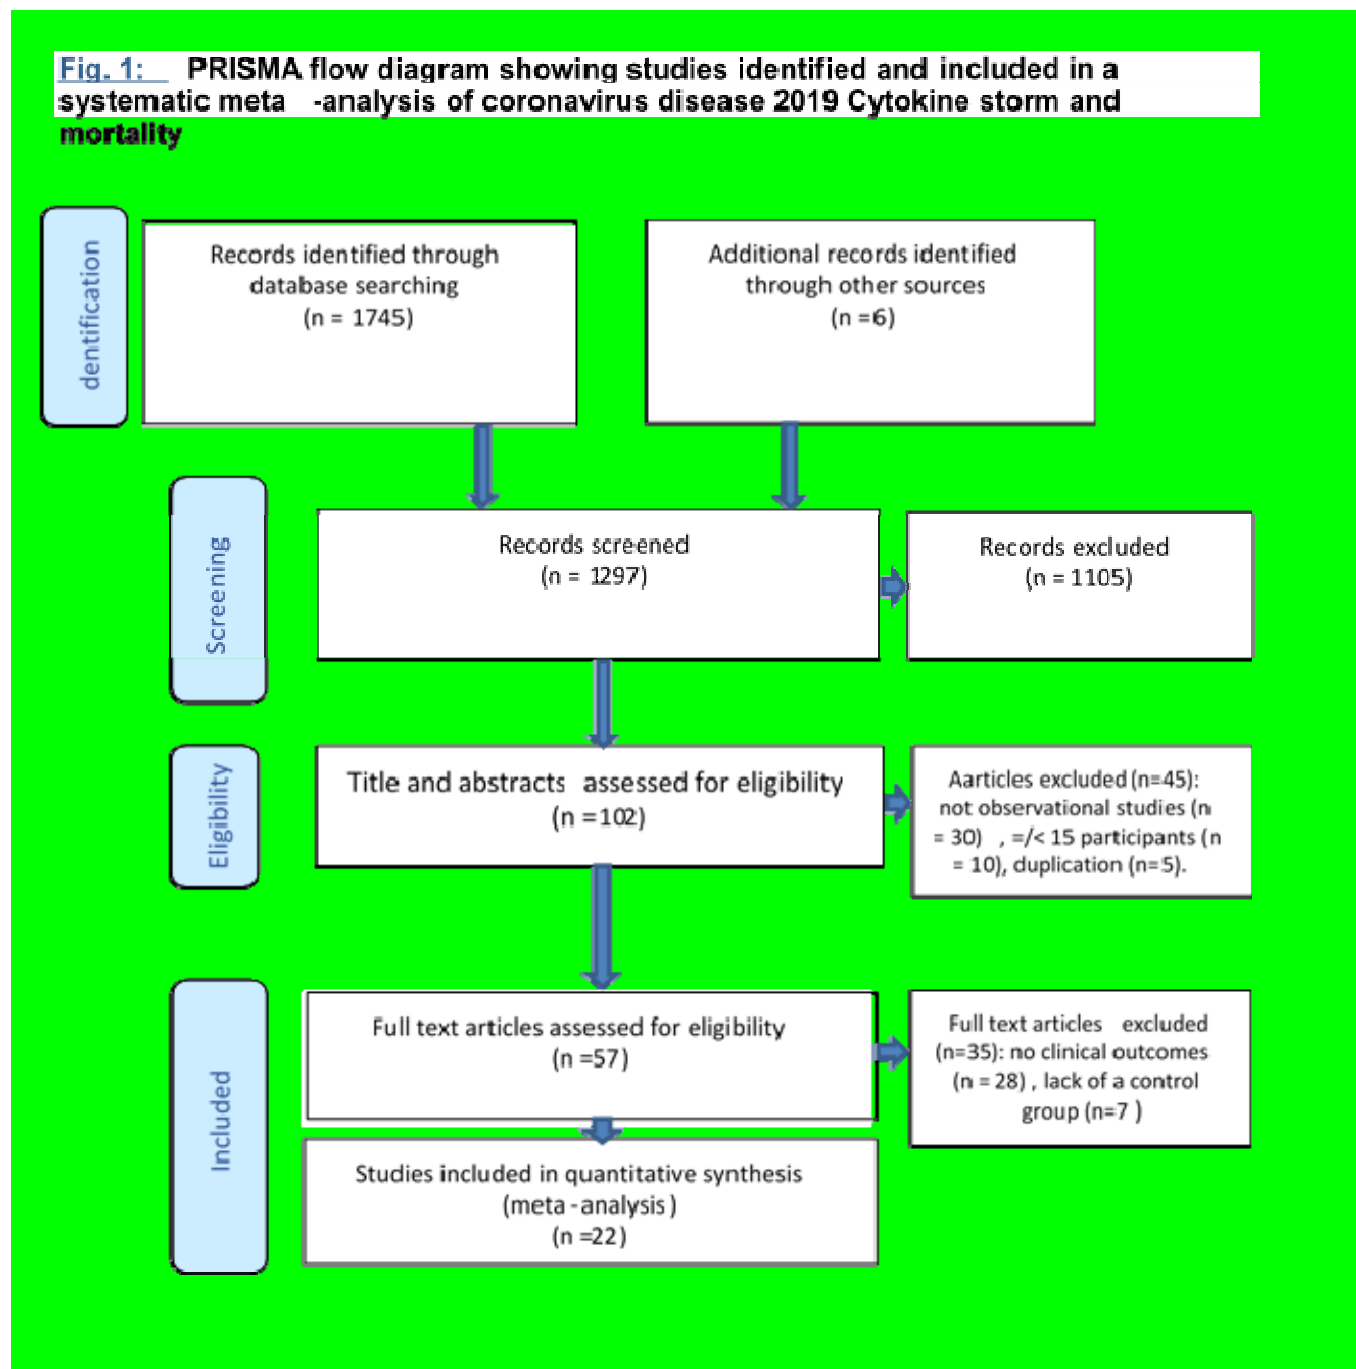 Fig. 1: PRISMA flow diagram showing studies identified and included in a
systematic meta -analysis of coronavirus disease 2019 Cytokine storm and
mortality
dentification
Records identified through
database searching
(n = 1745)
Additional records identified
through other sources
(n =6)
Screening
Records screened
(n = 1297)
Records excluded
(n = 1105)
Eligibility
Title and abstracts assessed for eligibility
(n =102)
Aarticles excluded (n=45):
not observational studies (n
= 30) , =/< 15 participants (n
= 10), duplication (n=5).
Included
Full text articles assessed for eligibility
(n =57)
Full text articles excluded
(n=35): no clinical outcomes
(n = 28) , lack of a control
group (n=7 )
Studies included in quantitative synthesis
(meta -analysis)
(n =22)